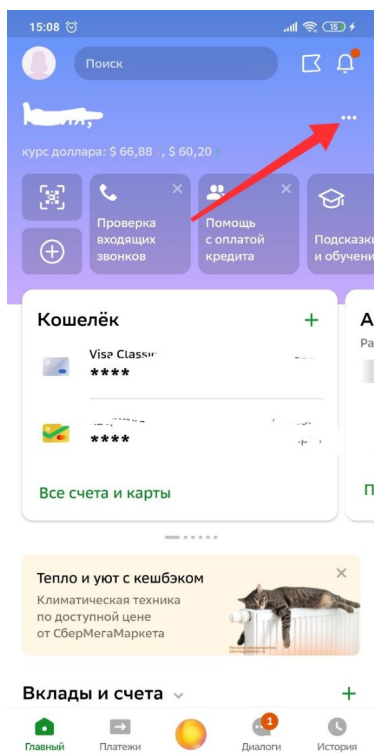 15:08
15
Поиск
курс доллара: $ 66,88 ↓, $ 60,20 ↑
Проверка
входящих
звонков
Помощь
с оплатой
кредита
Подсказки
и обучени
Кошелёк
А
Ра
Visa Classic
****
****
Все счета и карты
П
Тепло и уют с кешбэком
Климатическая техника
по доступной цене
от СберМегаМаркета
Вклады и счета
1
Главный
Платежи
Диалоги
История